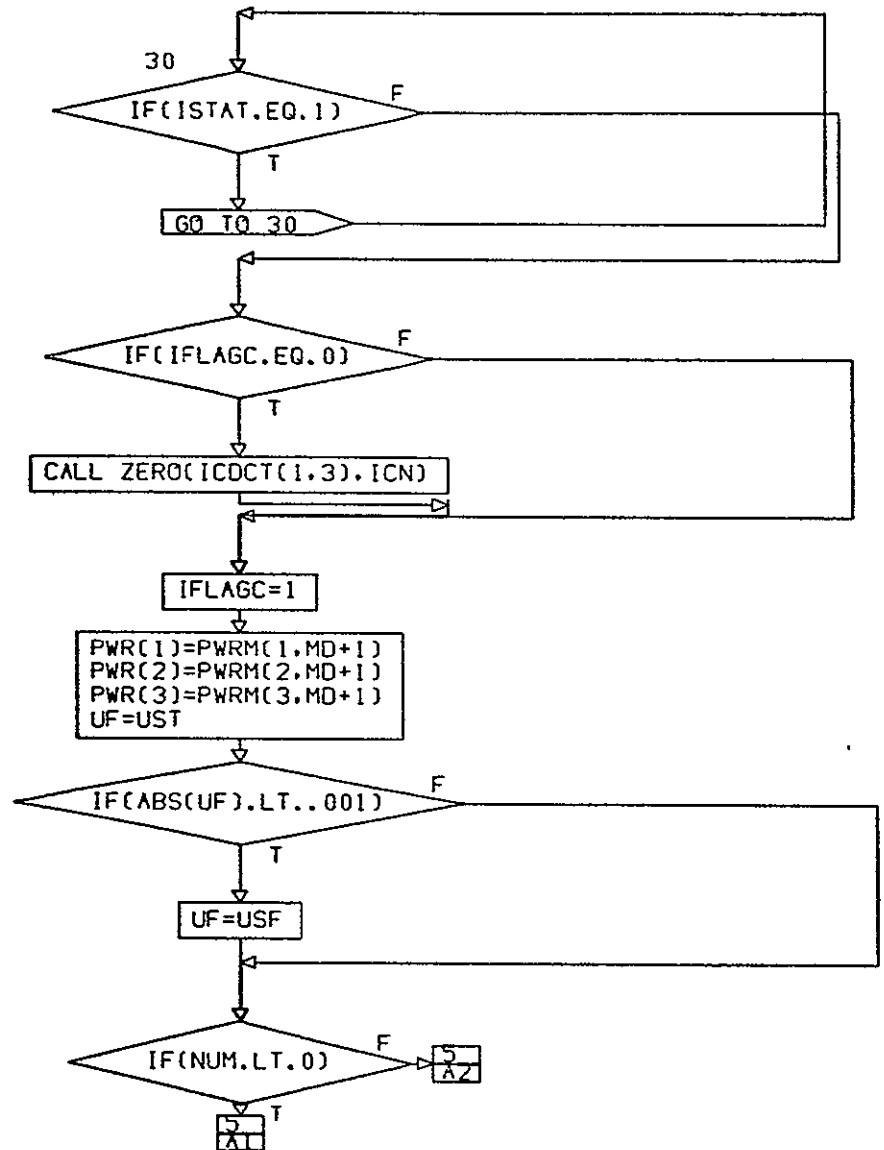 30
IF(ISTAT.EQ.1)
F
T
GO TO 30
IF(IFLAGC.EQ.0)
F
T
CALL ZERO(ICDCT(1,3),ICN)
IFLAGC=1
PWR(1)=PWRM(1,MD+1)
PWR(2)=PWRM(2,MD+1)
PWR(3)=PWRM(3,MD+1)
UF=UST
IF(ABS(UF).LT..001)
F
T
UF=USF
IF(NUM.LT.0)
F
5
A2
T
5
A1